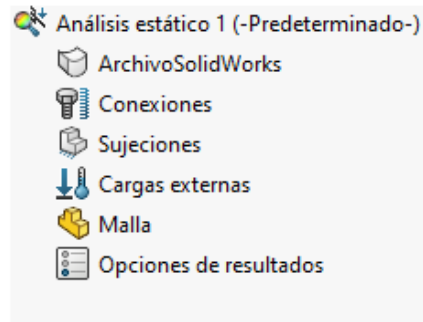 Análisis estático 1 (-Predeterminado-)
ArchivoSolidWorks
Conexiones
Sujeciones
Cargas externas
Malla
Opciones de resultados